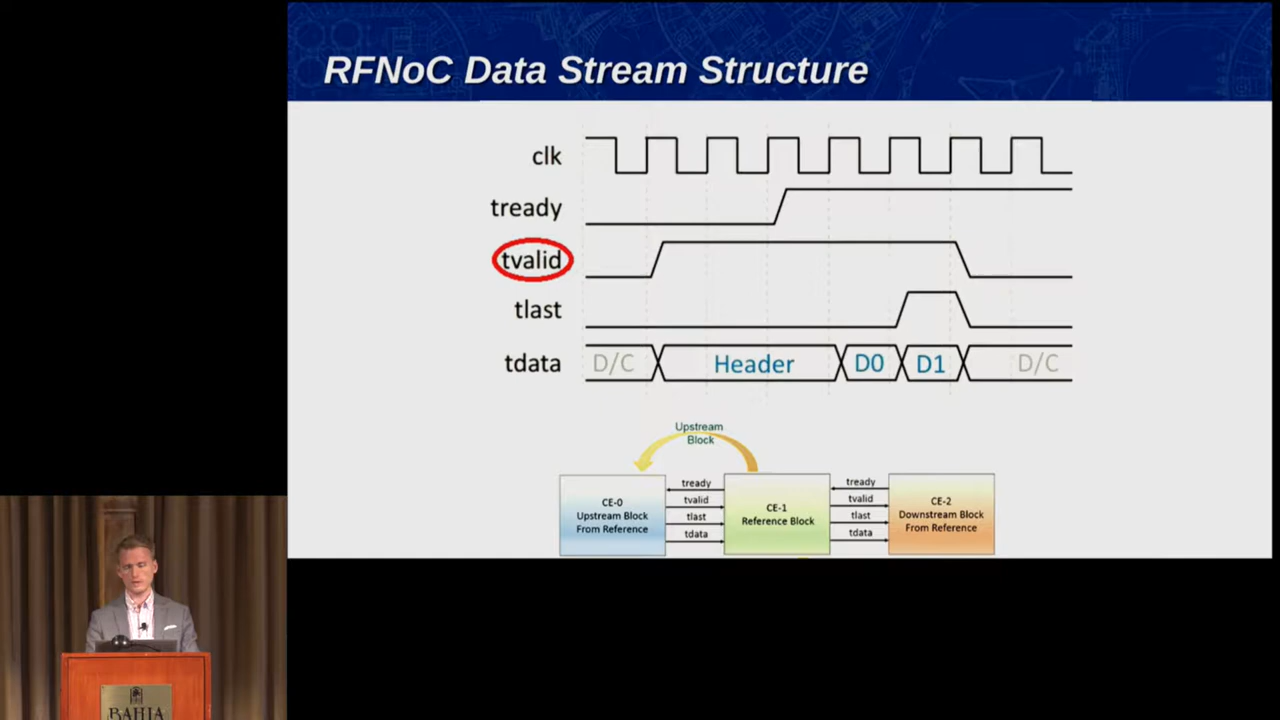 RFNoC Data Stream Structure
clk
tready
tvalid
tlast
tdata
D/C
Header
D0
D1
D/C
Upstream
Block
CE-0
Upstream Block
From Reference
tready
tvalid
tlast
tdata
CE-1
Reference Block
tready
tvalid
tlast
tdata
CE-2
Downstream Block
From Reference
BAHIA